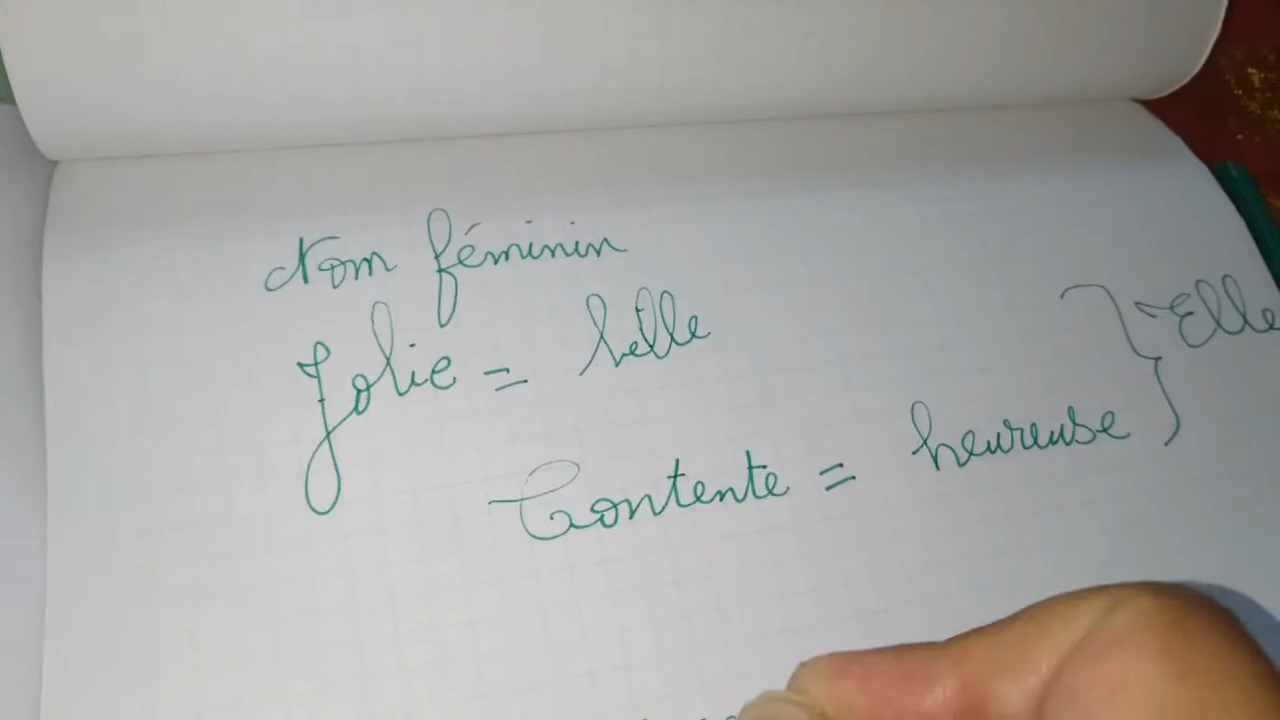 Nom féminin
Jolie = belle
} Elle
Contente = heureuse